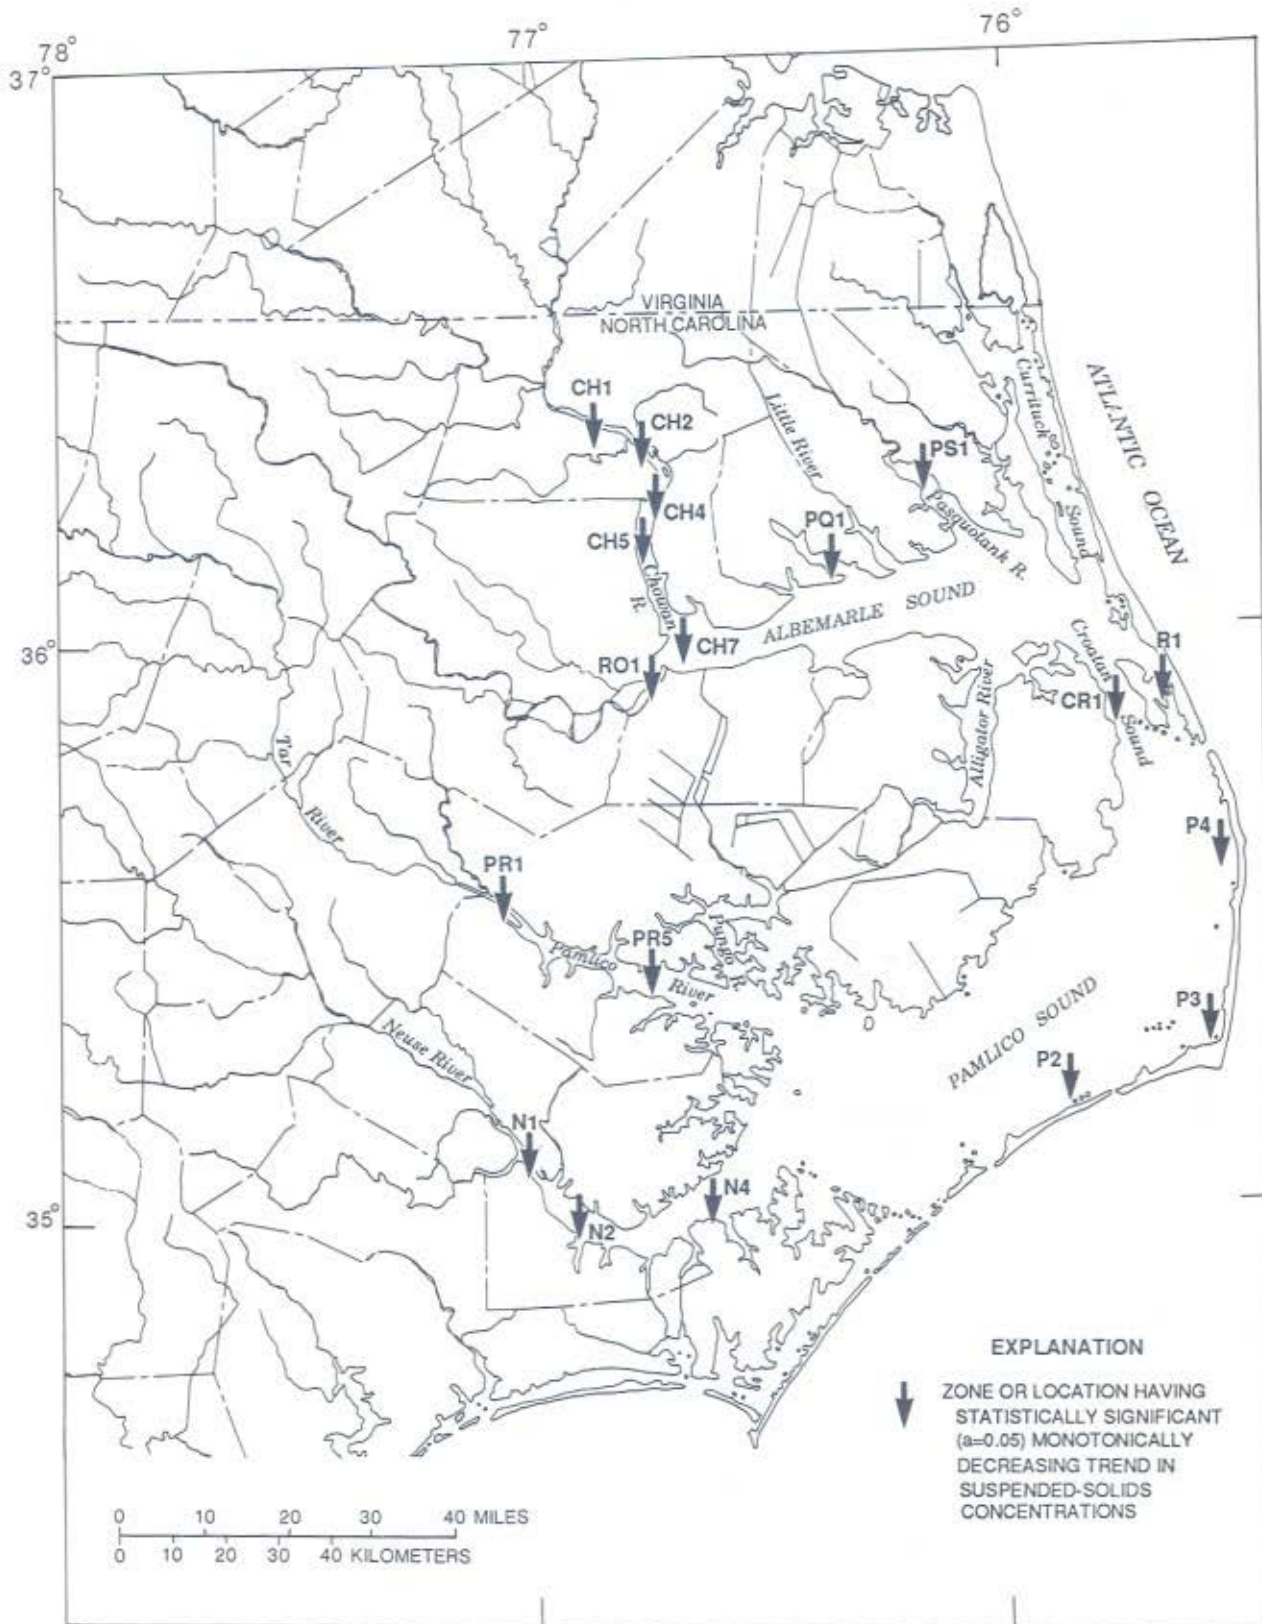 78°
77°
76°
37°
VIRGINIA
NORTH CAROLINA
CH1
CH2
Little River
Currituck
Sound
ATLANTIC OCEAN
PS1
CH4
Pasquotank R.
CH5
PQ1
Chowan
R.
ALBEMARLE SOUND
CH7
36°
RO1
Croatan
Sound
R1
CR1
Alligator River
Tar
River
P4
PR1
Pamlico
River
PR5
Pungo R.
P3
Neuse River
PAMLICO SOUND
P2
N1
N4
35°
N2
EXPLANATION
ZONE OR LOCATION HAVING
STATISTICALLY SIGNIFICANT
(a=0.05) MONOTONICALLY
DECREASING TREND IN
SUSPENDED-SOLIDS
CONCENTRATIONS
0 10 20 30 40 MILES
0 10 20 30 40 KILOMETERS